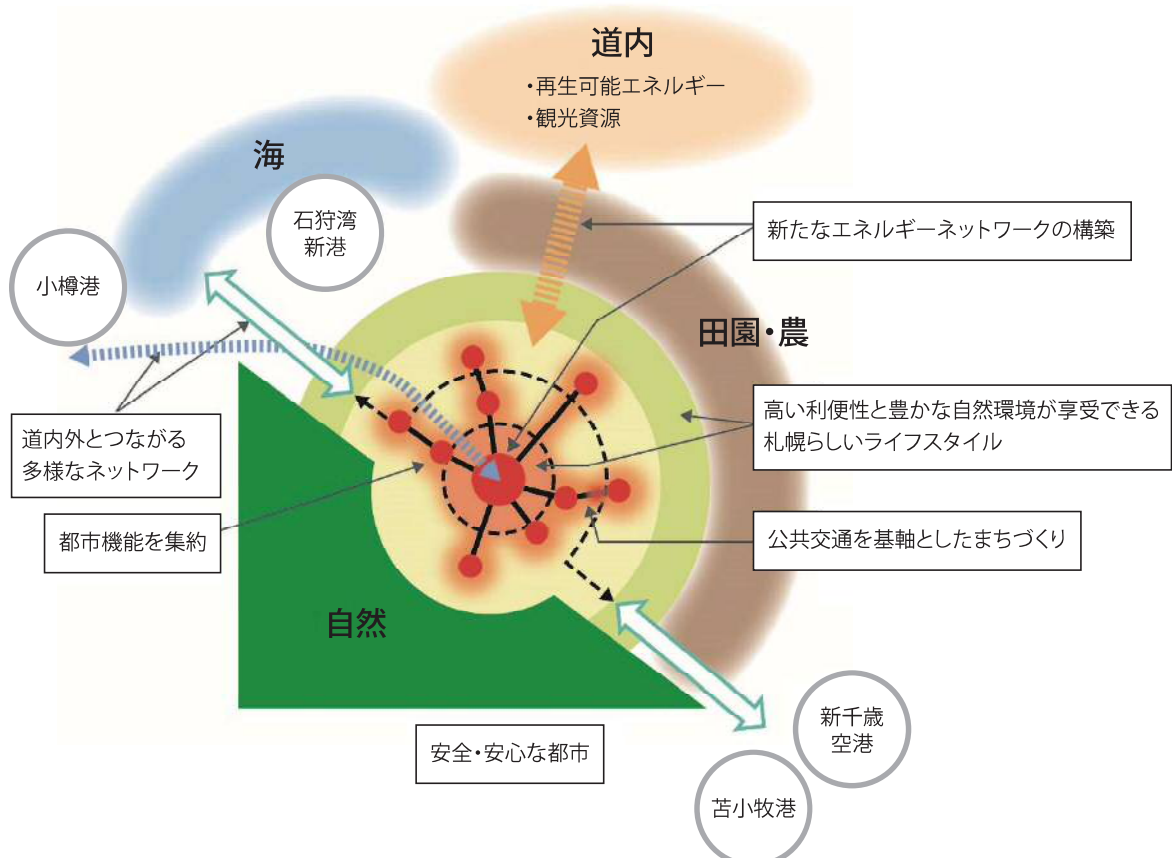 道内
・再生可能エネルギー
・観光資源
海
石狩湾
新港
小樽港
新たなエネルギーネットワークの構築
田園・農
高い利便性と豊かな自然環境が享受できる
札幌らしいライフスタイル
道内外とつながる
多様なネットワーク
都市機能を集約
公共交通を基軸としたまちづくり
自然
安全・安心な都市
新千歳
空港
苫小牧港